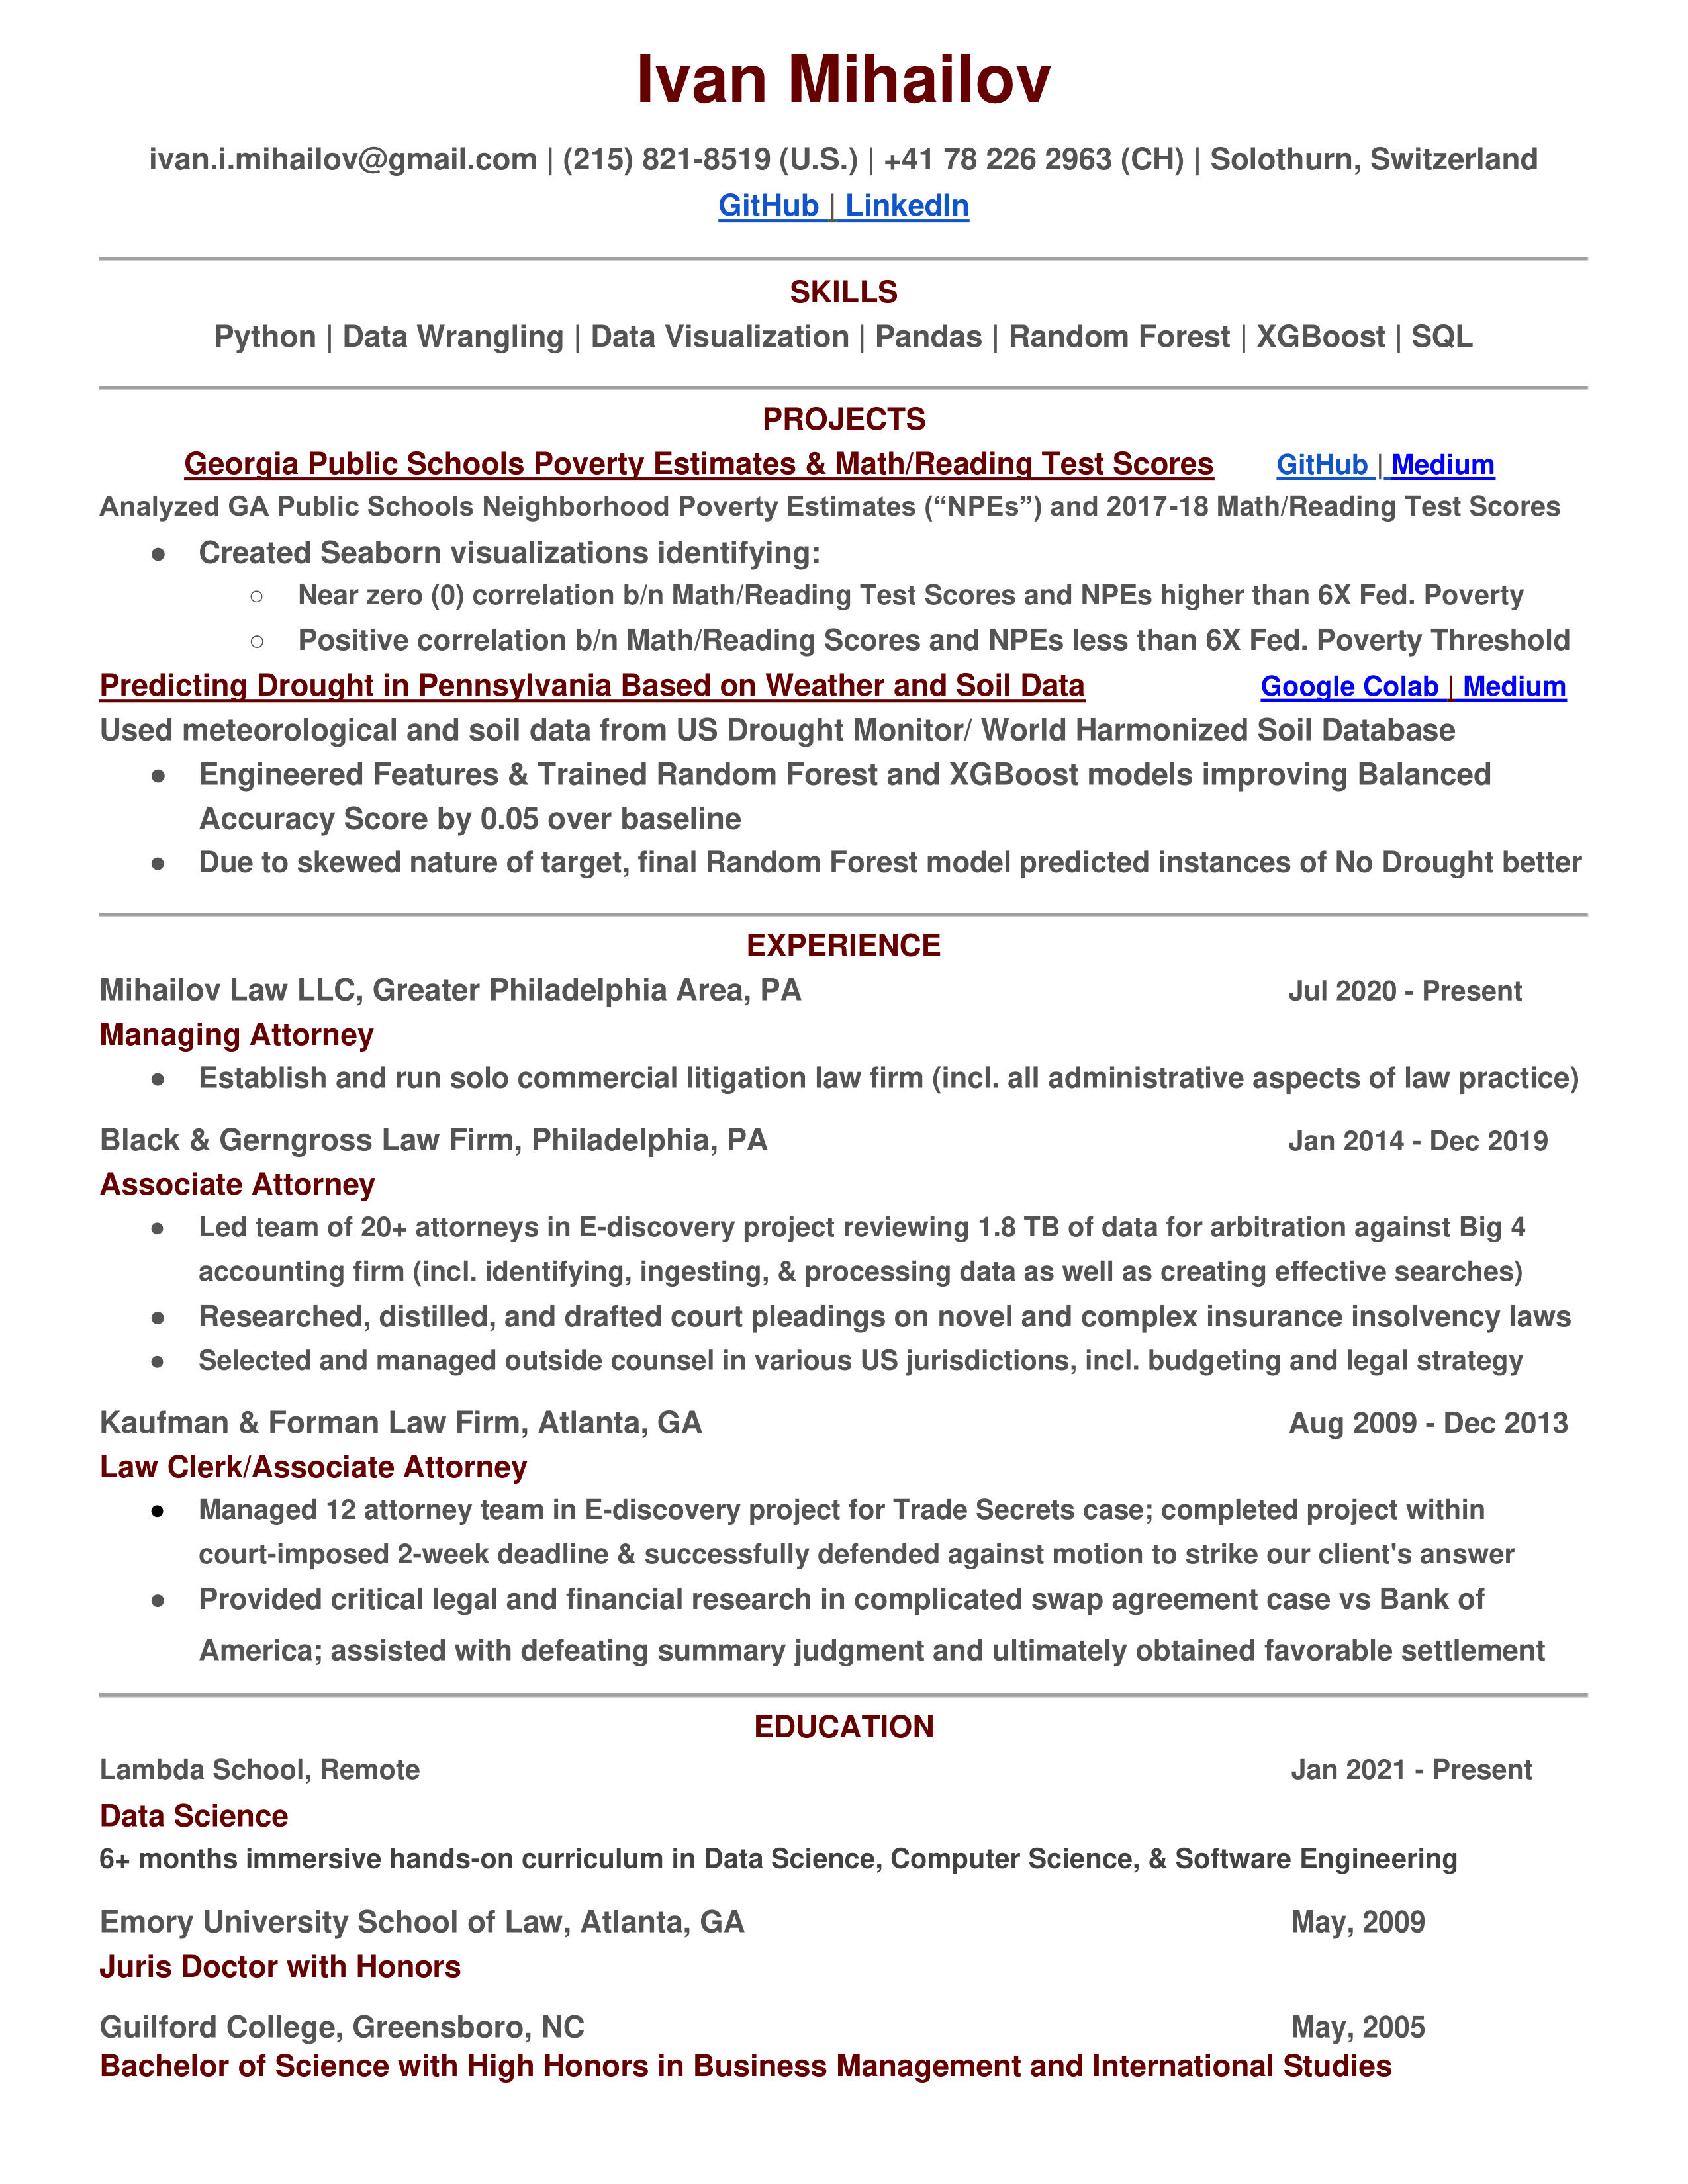 Ivan Mihailov
ivan.i.mihailov@gmail.com | (215) 821-8519 (U.S.) | +41 78 226 2963 (CH) | Solothurn, Switzerland
GitHub | LinkedIn
SKILLS
Python | Data Wrangling | Data Visualization | Pandas | Random Forest | XGBoost | SQL
PROJECTS
Georgia Public Schools Poverty Estimates & Math/Reading Test Scores GitHub | Medium
Analyzed GA Public Schools Neighborhood Poverty Estimates (“NPEs”) and 2017-18 Math/Reading Test Scores
● Created Seaborn visualizations identifying:
○ Near zero (0) correlation b/n Math/Reading Test Scores and NPEs higher than 6X Fed. Poverty
○ Positive correlation b/n Math/Reading Scores and NPEs less than 6X Fed. Poverty Threshold
Predicting Drought in Pennsylvania Based on Weather and Soil Data Google Colab | Medium
Used meteorological and soil data from US Drought Monitor/ World Harmonized Soil Database
● Engineered Features & Trained Random Forest and XGBoost models improving Balanced
Accuracy Score by 0.05 over baseline
● Due to skewed nature of target, final Random Forest model predicted instances of No Drought better
EXPERIENCE
Mihailov Law LLC, Greater Philadelphia Area, PA Jul 2020 - Present
Managing Attorney
● Establish and run solo commercial litigation law firm (incl. all administrative aspects of law practice)
Black & Gerngross Law Firm, Philadelphia, PA Jan 2014 - Dec 2019
Associate Attorney
● Led team of 20+ attorneys in E-discovery project reviewing 1.8 TB of data for arbitration against Big 4
accounting firm (incl. identifying, ingesting, & processing data as well as creating effective searches)
● Researched, distilled, and drafted court pleadings on novel and complex insurance insolvency laws
● Selected and managed outside counsel in various US jurisdictions, incl. budgeting and legal strategy
Kaufman & Forman Law Firm, Atlanta, GA Aug 2009 - Dec 2013
Law Clerk/Associate Attorney
● Managed 12 attorney team in E-discovery project for Trade Secrets case; completed project within
court-imposed 2-week deadline & successfully defended against motion to strike our client's answer
● Provided critical legal and financial research in complicated swap agreement case vs Bank of
America; assisted with defeating summary judgment and ultimately obtained favorable settlement
EDUCATION
Lambda School, Remote Jan 2021 - Present
Data Science
6+ months immersive hands-on curriculum in Data Science, Computer Science, & Software Engineering
Emory University School of Law, Atlanta, GA May, 2009
Juris Doctor with Honors
Guilford College, Greensboro, NC May, 2005
Bachelor of Science with High Honors in Business Management and International Studies